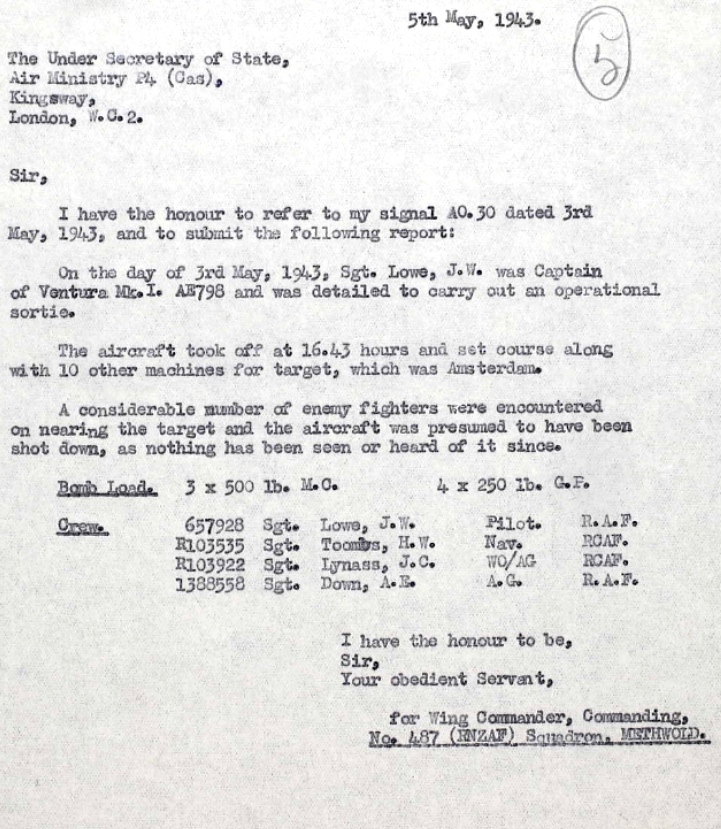 5th May, 1943.
5
The Under Secretary of State,
Air Ministry P4 (Cas),
Kingsway,
London, W.C.2.
Sir,
I have the honour to refer to my signal AO.30 dated 3rd
May, 1943, and to submit the following report:
On the day of 3rd May, 1943, Sgt. Lowe, J.W. was Captain
of Ventura Mk.I. AE798 and was detailed to carry out an operational
sortie.
The aircraft took off at 16.43 hours and set course along
with 10 other machines for target, which was Amsterdam.
A considerable number of enemy fighters were encountered
on nearing the target and the aircraft was presumed to have been
shot down, as nothing has been seen or heard of it since.
Bomb Load. 3 x 500 lb. M.C. 4 x 250 lb. G.P.
Crew. 657928 Sgt. Lowe, J.W. Pilot. R.A.F.
R103535 Sgt. Toombs, H.W. Nav. RCAF.
R103922 Sgt. Lynass, J.C. WO/AG RCAF.
1388558 Sgt. Down, A.E. A.G. R.A.F.
I have the honour to be,
Sir,
Your obedient Servant,
for Wing Commander, Commanding,
No. 487 (RNZAF) Squadron, METHWOLD.